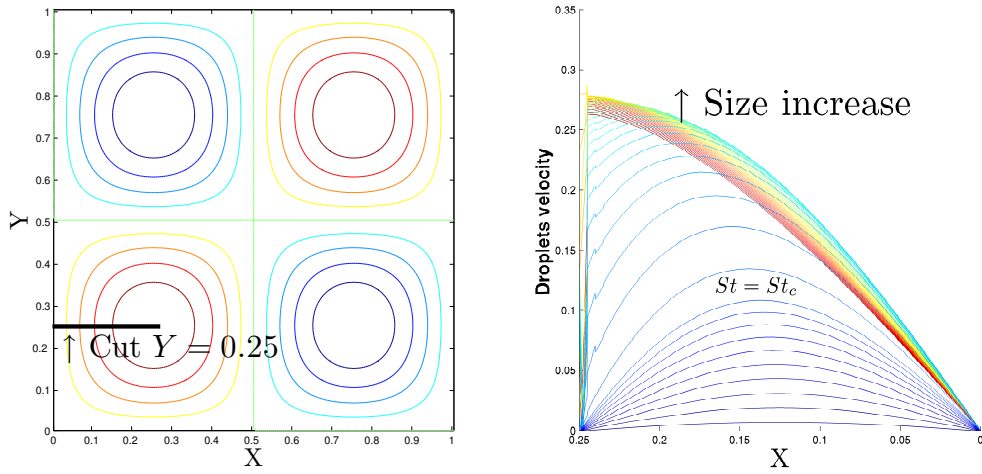 1
0.9
0.8
0.7
0.6
0.5
0.4
0.3
0.2
0.1
0
Y
↑ Cut Y = 0.25
0 0.1 0.2 0.3 0.4 0.5 0.6 0.7 0.8 0.9 1
X
0.35
0.3
0.25
0.2
0.15
0.1
0.05
0
Droplets velocity
↑ Size increase
St = St_c
0.25 0.2 0.15 0.1 0.05 0
X